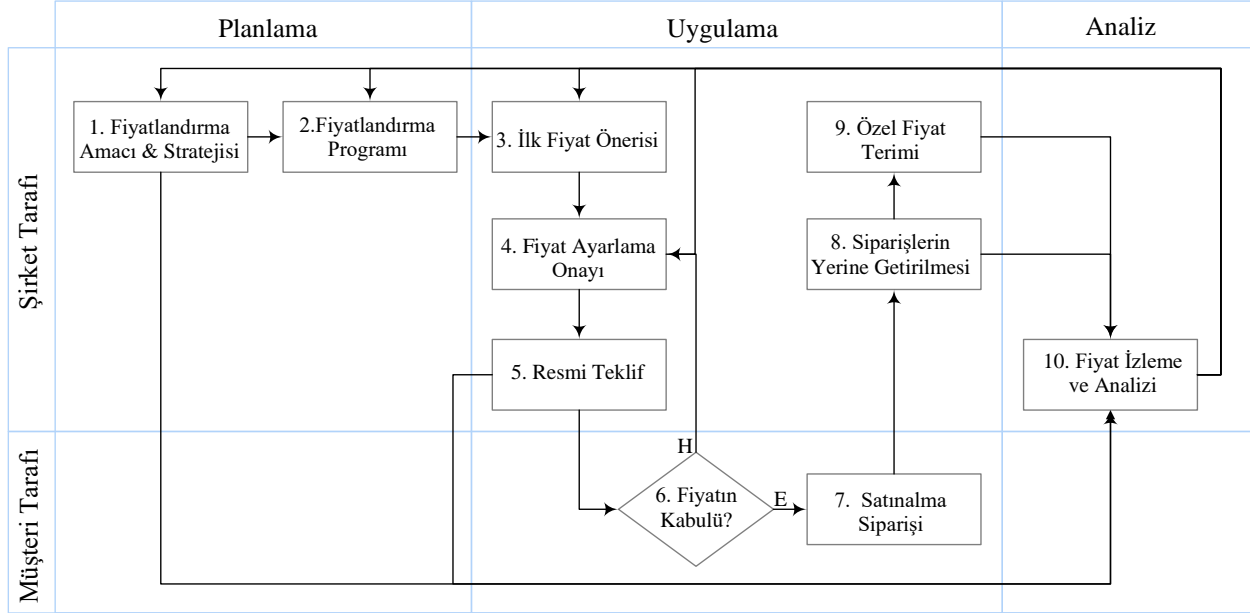 Planlama
Uygulama
Analiz
Şirket Tarafı
1. Fiyatlandırma
Amacı & Stratejisi
2.Fiyatlandırma
Programı
3. İlk Fiyat Önerisi
9. Özel Fiyat
Terimi
4. Fiyat Ayarlama
Onayı
8. Siparişlerin
Yerine Getirilmesi
5. Resmi Teklif
10. Fiyat İzleme
ve Analizi
Müşteri Tarafı
H
6. Fiyatın
Kabulü?
E
7. Satınalma
Siparişi